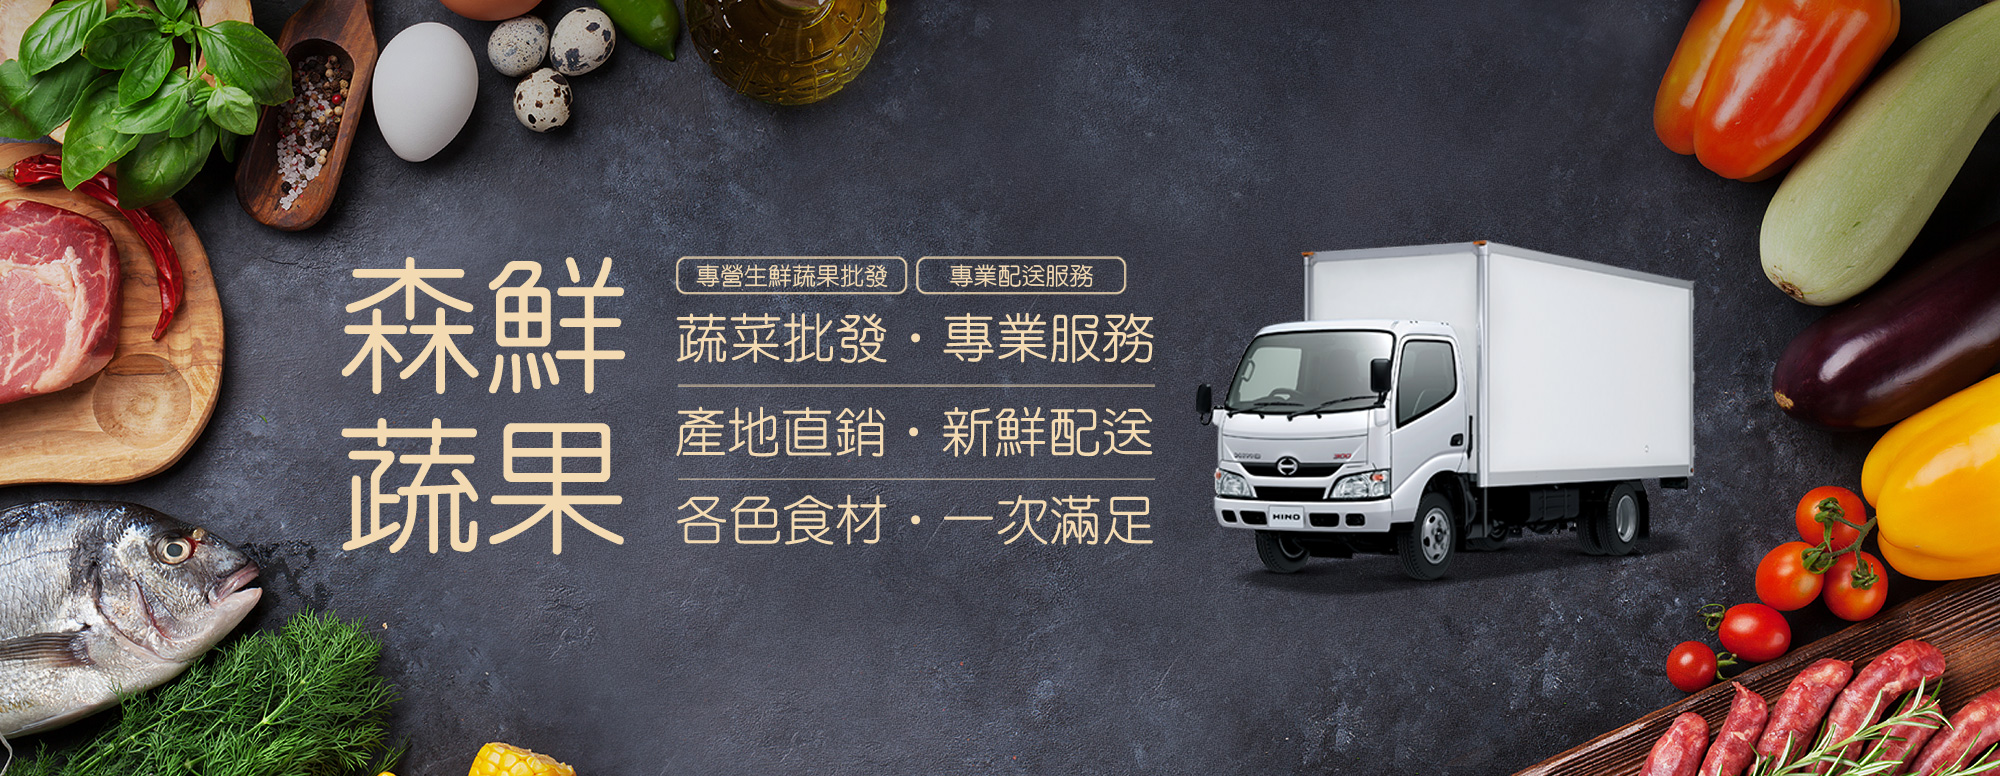 森鮮
蔬果
專營生鮮蔬果批發
專業配送服務
蔬菜批發・專業服務
產地直銷・新鮮配送
各色食材・一次滿足
300
HINO